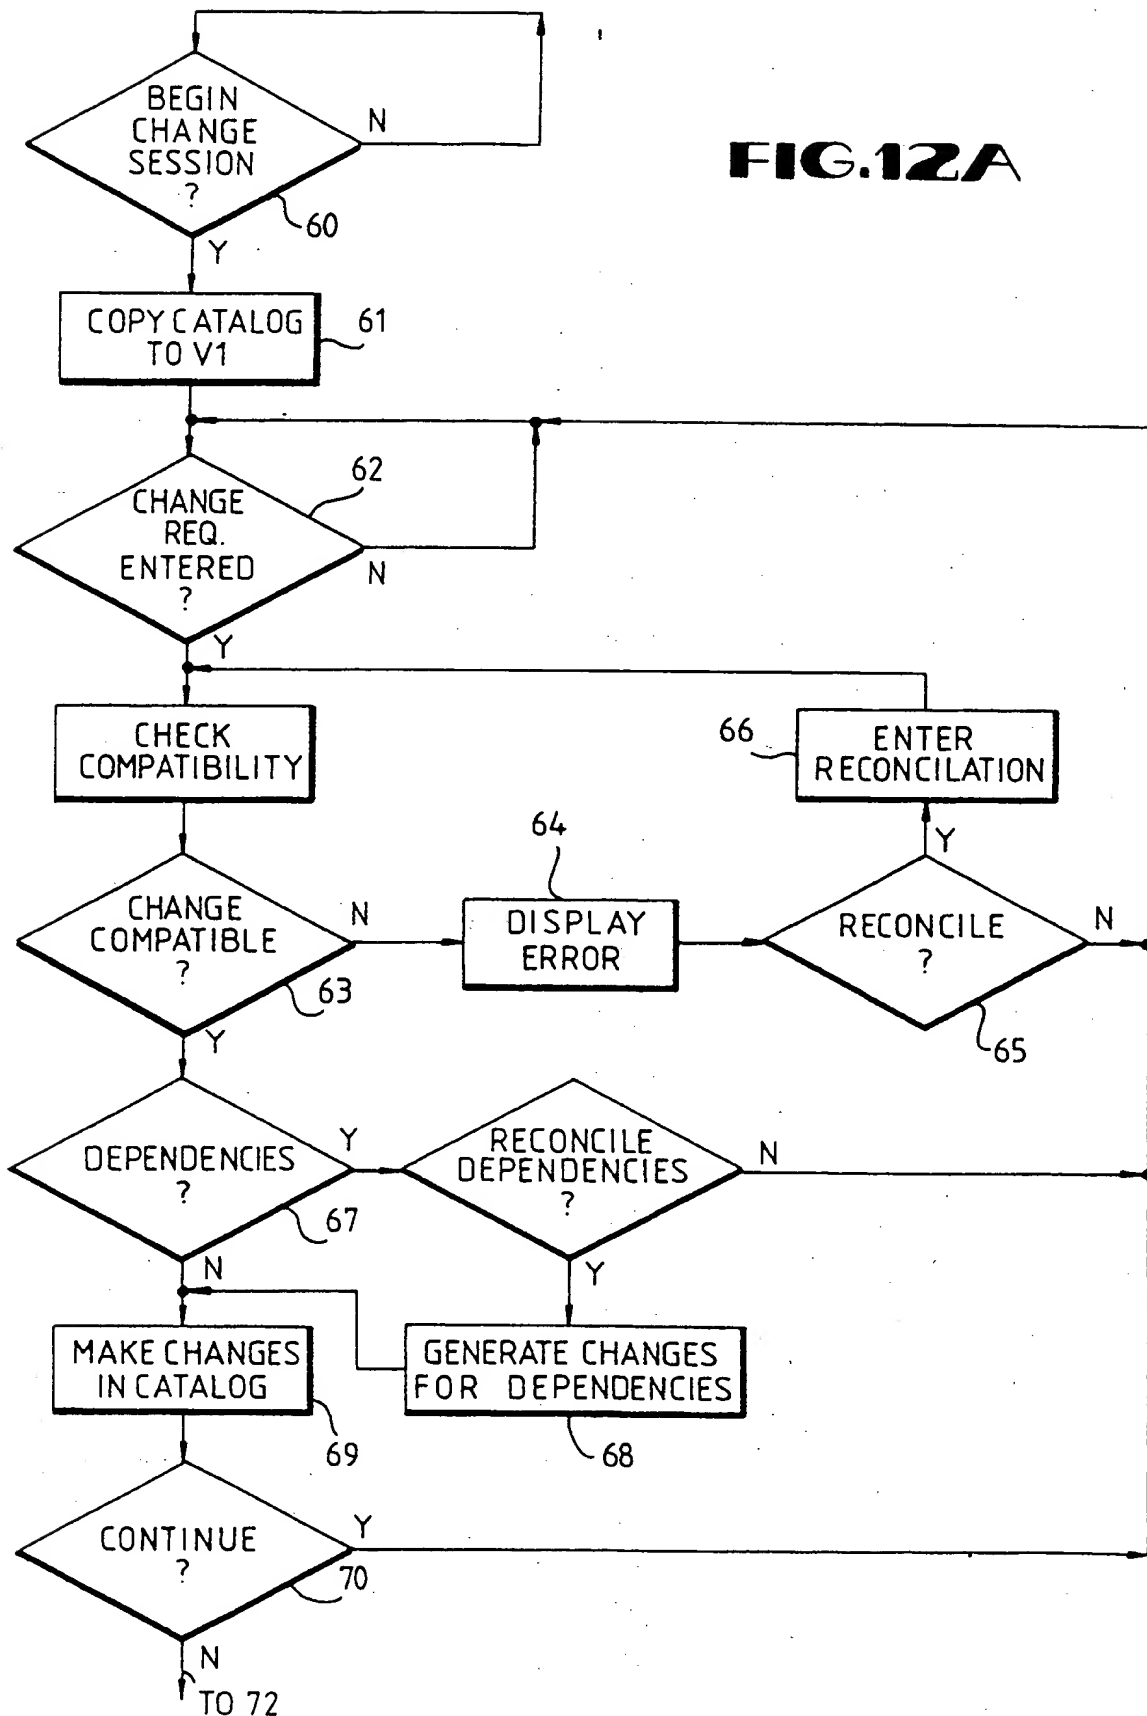 FIG.12A
BEGIN
CHANGE
SESSION
?
N
60
Y
COPY CATALOG
TO V1
61
CHANGE
REQ.
ENTERED
?
62
N
Y
CHECK
COMPATIBILITY
66
ENTER
RECONCILATION
Y
CHANGE
COMPATIBLE
?
N
63
Y
64
DISPLAY
ERROR
RECONCILE
?
N
65
DEPENDENCIES
?
Y
67
N
RECONCILE
DEPENDENCIES
?
N
Y
MAKE CHANGES
IN CATALOG
69
GENERATE CHANGES
FOR DEPENDENCIES
68
CONTINUE
?
Y
70
N
TO 72